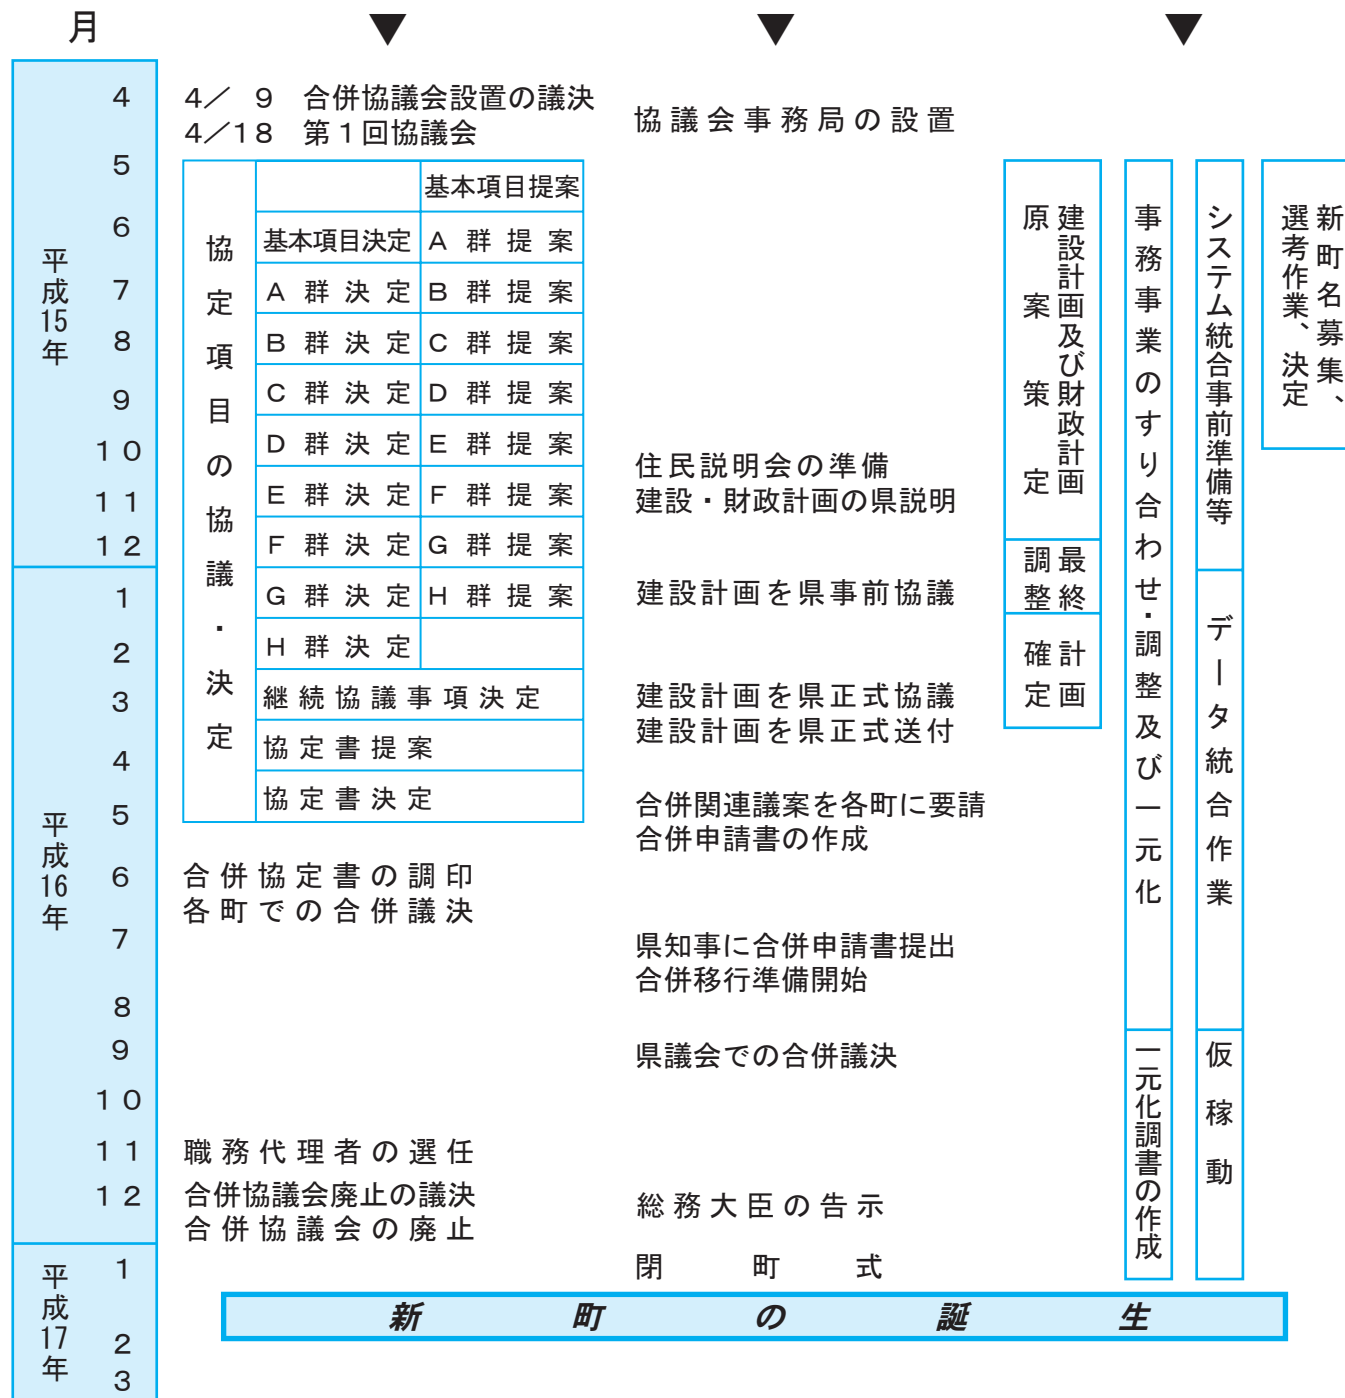 月
▼ ▼ ▼
平成15年
4
5
6
7
8
9
10
11
12
平成16年
1
2
3
4
5
6
7
8
9
10
11
12
平成17年
1
2
3
4／ 9 合併協議会設置の議決
4／18 第１回協議会
協定項目の協議・決定
基本項目提案
基本項目決定 Ａ群提案
Ａ群決定 Ｂ群提案
Ｂ群決定 Ｃ群提案
Ｃ群決定 Ｄ群提案
Ｄ群決定 Ｅ群提案
Ｅ群決定 Ｆ群提案
Ｆ群決定 Ｇ群提案
Ｇ群決定 Ｈ群提案
Ｈ群決定
継続協議事項決定
協定書提案
協定書決定
合併協定書の調印
各町での合併議決
職務代理者の選任
合併協議会廃止の議決
合併協議会の廃止
協議会事務局の設置
住民説明会の準備
建設・財政計画の県説明
建設計画を県事前協議
建設計画を県正式協議
建設計画を県正式送付
合併関連議案を各町に要請
合併申請書の作成
県知事に合併申請書提出
合併移行準備開始
県議会での合併議決
総務大臣の告示
閉町式
建設計画及び財政計画
原案策定
最終
調整
計画
確定
事務事業のすり合わせ・調整及び一元化
一元化調書の作成
システム統合事前準備等
データ統合作業
仮稼動
新町名募集、
選考作業、決定
新町の誕生